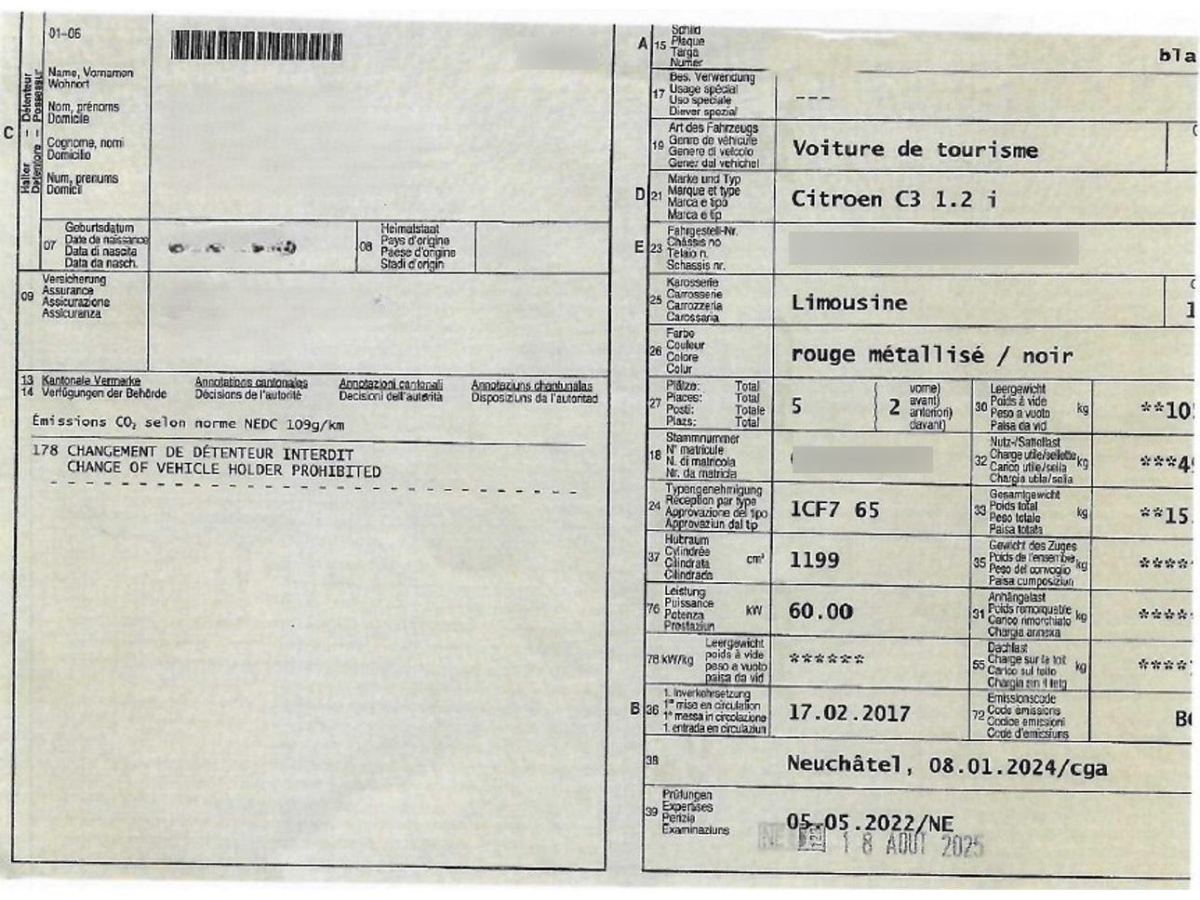 01-06
Halter - Détenteur
Detentore - Possessur
C
Name, Vornamen
Wohnort
Nom, prénoms
Domicile
Cognome, nomi
Domicilio
Num, prenums
Domicil
07
Geburtsdatum
Date de naissance
Data di nascita
Data da nasch.
08
Heimatstaat
Pays d'origine
Paese d'origine
Stadi d'origin
09
Versicherung
Assurance
Assicurazione
Assicuranza
13 Kantonale Vermerke Annotations cantonales Annotazioni cantonali Annotaziuns chantunalas
14 Verfügungen der Behörde Décisions de l'autorité Decisioni dell'autorità Disposiziuns da l'autoritad
Émissions CO₂ selon norme NEDC 109g/km
178 CHANGEMENT DE DÉTENTEUR INTERDIT
CHANGE OF VEHICLE HOLDER PROHIBITED
A 15
Schild
Plaque
Targa
Numer
bla
17
Bes. Verwendung
Usage spécial
Uso speciale
Diever spezial
---
19
Art des Fahrzeugs
Genre de véhicule
Genere di veicolo
Gener dal vehichel
Voiture de tourisme
D 21
Marke und Typ
Marque et type
Marca e tipo
Marca e tip
Citroen C3 1.2 i
E 23
Fahrgestell-Nr.
Châssis no
Telaio n.
Schassis nr.
25
Karosserie
Carrosserie
Carrozzeria
Carossaria
Limousine
26
Farbe
Couleur
Colore
Colur
rouge métallisé / noir
27
Plätze: Total
Places: Total
Posti: Totale
Plazs: Total
5
2
vorne)
avant)
anteriori)
davant)
30
Leergewicht
Poids à vide
Peso a vuoto
Paisa da vid
kg
**10
18
Stammnummer
N° matricule
N. di matricola
Nr. da matricla
32
Nutz-/Sattellast
Charge utile/sellette
Carico utile/sella
Chargia utila/sella
kg
***4
24
Typengenehmigung
Réception par type
Approvazione del tipo
Approvaziun dal tip
1CF7 65
33
Gesamtgewicht
Poids total
Peso totale
Paisa totala
kg
**15
37
Hubraum
Cylindrée
Cilindrata
Cilindrada
cm³
1199
35
Gewicht des Zuges
Poids de l'ensemble
Peso del convoglio
Paisa cumposiziun
kg
****
76
Leistung
Puissance
Potenza
Prestaziun
kW
60.00
31
Anhängelast
Poids remorquable
Carico rimorchiato
Chargia annexa
kg
****
78 kW/kg
Leergewicht
poids à vide
peso a vuoto
paisa da vid
******
55
Dachlast
Charge sur le toit
Carico sul tetto
Chargia sin il tetg
kg
****
B 36
1. Inverkehrsetzung
1re mise en circulation
1a messa in circolazione
1. entrada en circulaziun
17.02.2017
72
Emissionscode
Code émissions
Codice emissioni
Code d'emissiuns
38
Neuchâtel, 08.01.2024/cga
39
Prüfungen
Expertises
Perizia
Examinaziuns
05.05.2022/NE
NE 18 AOUT 2025